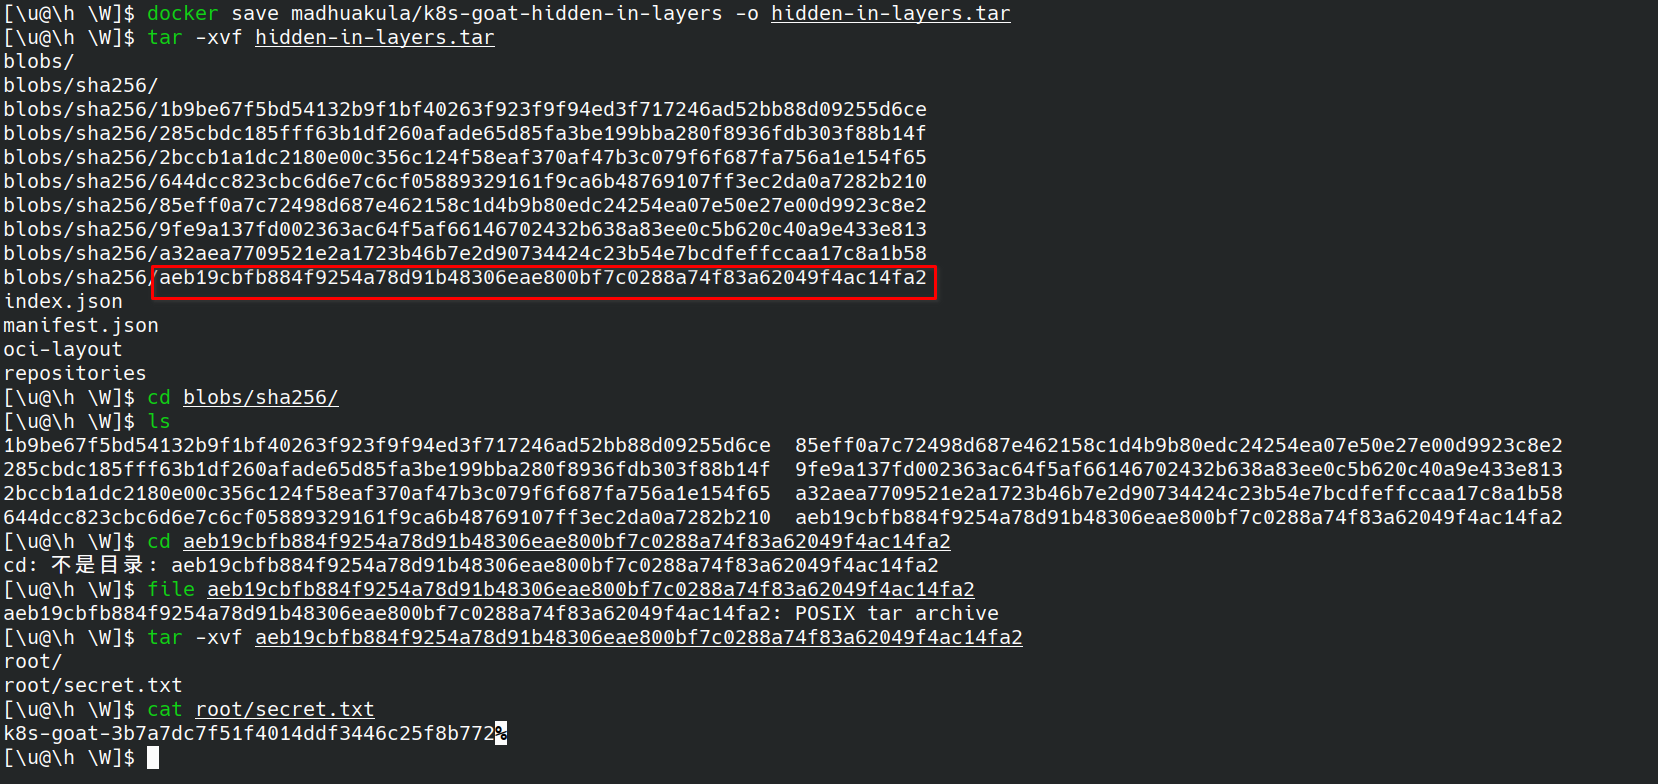 [\u@\h \W]$ docker save madhuakula/k8s-goat-hidden-in-layers -o hidden-in-layers.tar
[\u@\h \W]$ tar -xvf hidden-in-layers.tar
blobs/
blobs/sha256/
blobs/sha256/1b9be67f5bd54132b9f1bf40263f923f9f94ed3f717246ad52bb88d09255d6ce
blobs/sha256/285cbdc185fff63b1df260afade65d85fa3be199bba280f8936fdb303f88b14f
blobs/sha256/2bccb1a1dc2180e00c356c124f58eaf370af47b3c079f6f687fa756a1e154f65
blobs/sha256/644dcc823cbc6d6e7c6cf05889329161f9ca6b48769107ff3ec2da0a7282b210
blobs/sha256/85eff0a7c72498d687e462158c1d4b9b80edc24254ea07e50e27e00d9923c8e2
blobs/sha256/9fe9a137fd002363ac64f5af66146702432b638a83ee0c5b620c40a9e433e813
blobs/sha256/a32aea7709521e2a1723b46b7e2d90734424c23b54e7bcdfeffccaa17c8a1b58
blobs/sha256/aeb19cbfb884f9254a78d91b48306eae800bf7c0288a74f83a62049f4ac14fa2
index.json
manifest.json
oci-layout
repositories
[\u@\h \W]$ cd blobs/sha256/
[\u@\h \W]$ ls
1b9be67f5bd54132b9f1bf40263f923f9f94ed3f717246ad52bb88d09255d6ce  85eff0a7c72498d687e462158c1d4b9b80edc24254ea07e50e27e00d9923c8e2
285cbdc185fff63b1df260afade65d85fa3be199bba280f8936fdb303f88b14f  9fe9a137fd002363ac64f5af66146702432b638a83ee0c5b620c40a9e433e813
2bccb1a1dc2180e00c356c124f58eaf370af47b3c079f6f687fa756a1e154f65  a32aea7709521e2a1723b46b7e2d90734424c23b54e7bcdfeffccaa17c8a1b58
644dcc823cbc6d6e7c6cf05889329161f9ca6b48769107ff3ec2da0a7282b210  aeb19cbfb884f9254a78d91b48306eae800bf7c0288a74f83a62049f4ac14fa2
[\u@\h \W]$ cd aeb19cbfb884f9254a78d91b48306eae800bf7c0288a74f83a62049f4ac14fa2
cd: 不是目录: aeb19cbfb884f9254a78d91b48306eae800bf7c0288a74f83a62049f4ac14fa2
[\u@\h \W]$ file aeb19cbfb884f9254a78d91b48306eae800bf7c0288a74f83a62049f4ac14fa2
aeb19cbfb884f9254a78d91b48306eae800bf7c0288a74f83a62049f4ac14fa2: POSIX tar archive
[\u@\h \W]$ tar -xvf aeb19cbfb884f9254a78d91b48306eae800bf7c0288a74f83a62049f4ac14fa2
root/
root/secret.txt
[\u@\h \W]$ cat root/secret.txt
k8s-goat-3b7a7dc7f51f4014ddf3446c25f8b772%
[\u@\h \W]$